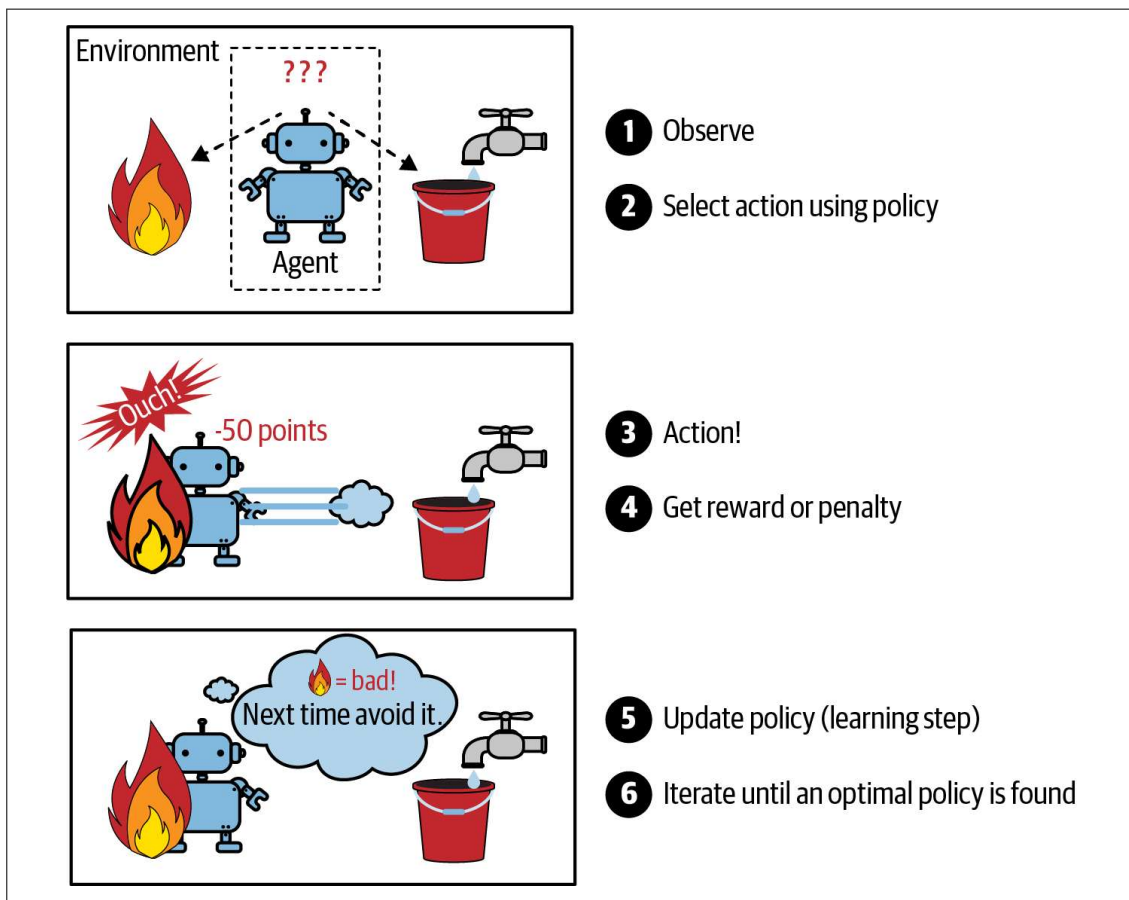 Environment
???
Agent
1 Observe
2 Select action using policy
Ouch!
-50 points
3 Action!
4 Get reward or penalty
= bad!
Next time avoid it.
5 Update policy (learning step)
6 Iterate until an optimal policy is found